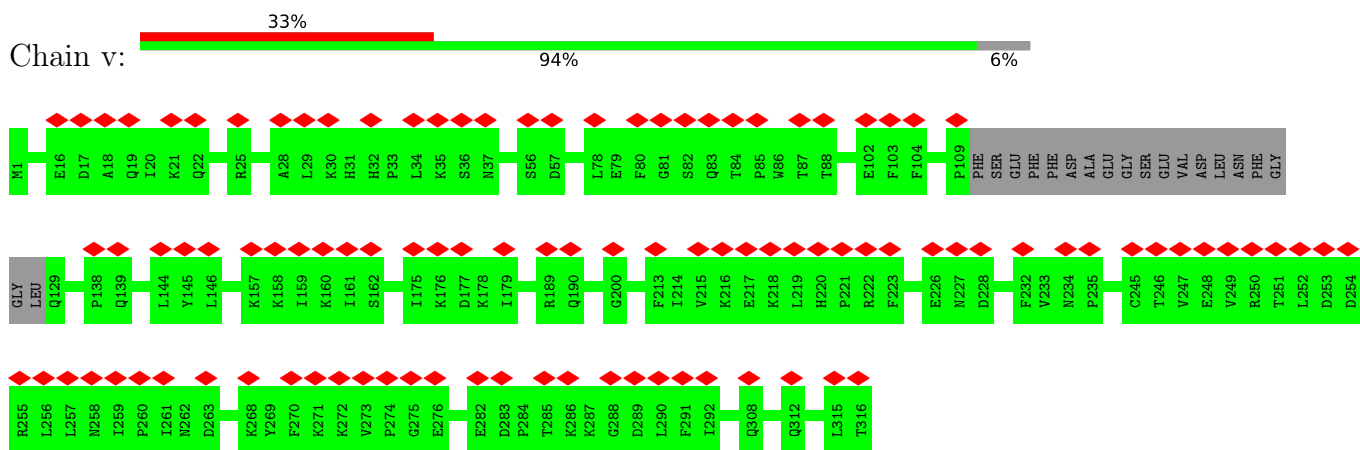 33%
Chain v:
94% 6%
M1 E16 D17 A18 Q19 I20 K21 Q22 R25 A28 L29 K30 H31 H32 P33 L34 K35 S36 N37 S56 D57 L78 E79 F80 G81 S82 Q83 T84 P85 W86 T87 T88 E102 F103 F104 P109 PHE SER GLU PHE PHE ASP ALA GLU GLY SER GLU VAL ASP LEU ASN PHE GLY
GLY LEU Q129 P138 Q139 L144 Y145 L146 K157 K158 I159 K160 I161 S162 I175 K176 D177 K178 I179 R189 Q190 G200 F213 I214 V215 K216 E217 K218 L219 H220 P221 R222 F223 E226 N227 D228 F232 V233 N234 P235 C245 T246 V247 E248 V249 R250 T251 L252 D253 D254
R255 L256 L257 N258 I259 P260 I261 N262 D263 K268 Y269 F270 K271 K272 V273 P274 G275 E276 E282 D283 P284 T285 K286 K287 G288 D289 L290 F291 I292 Q308 Q312 L315 T316